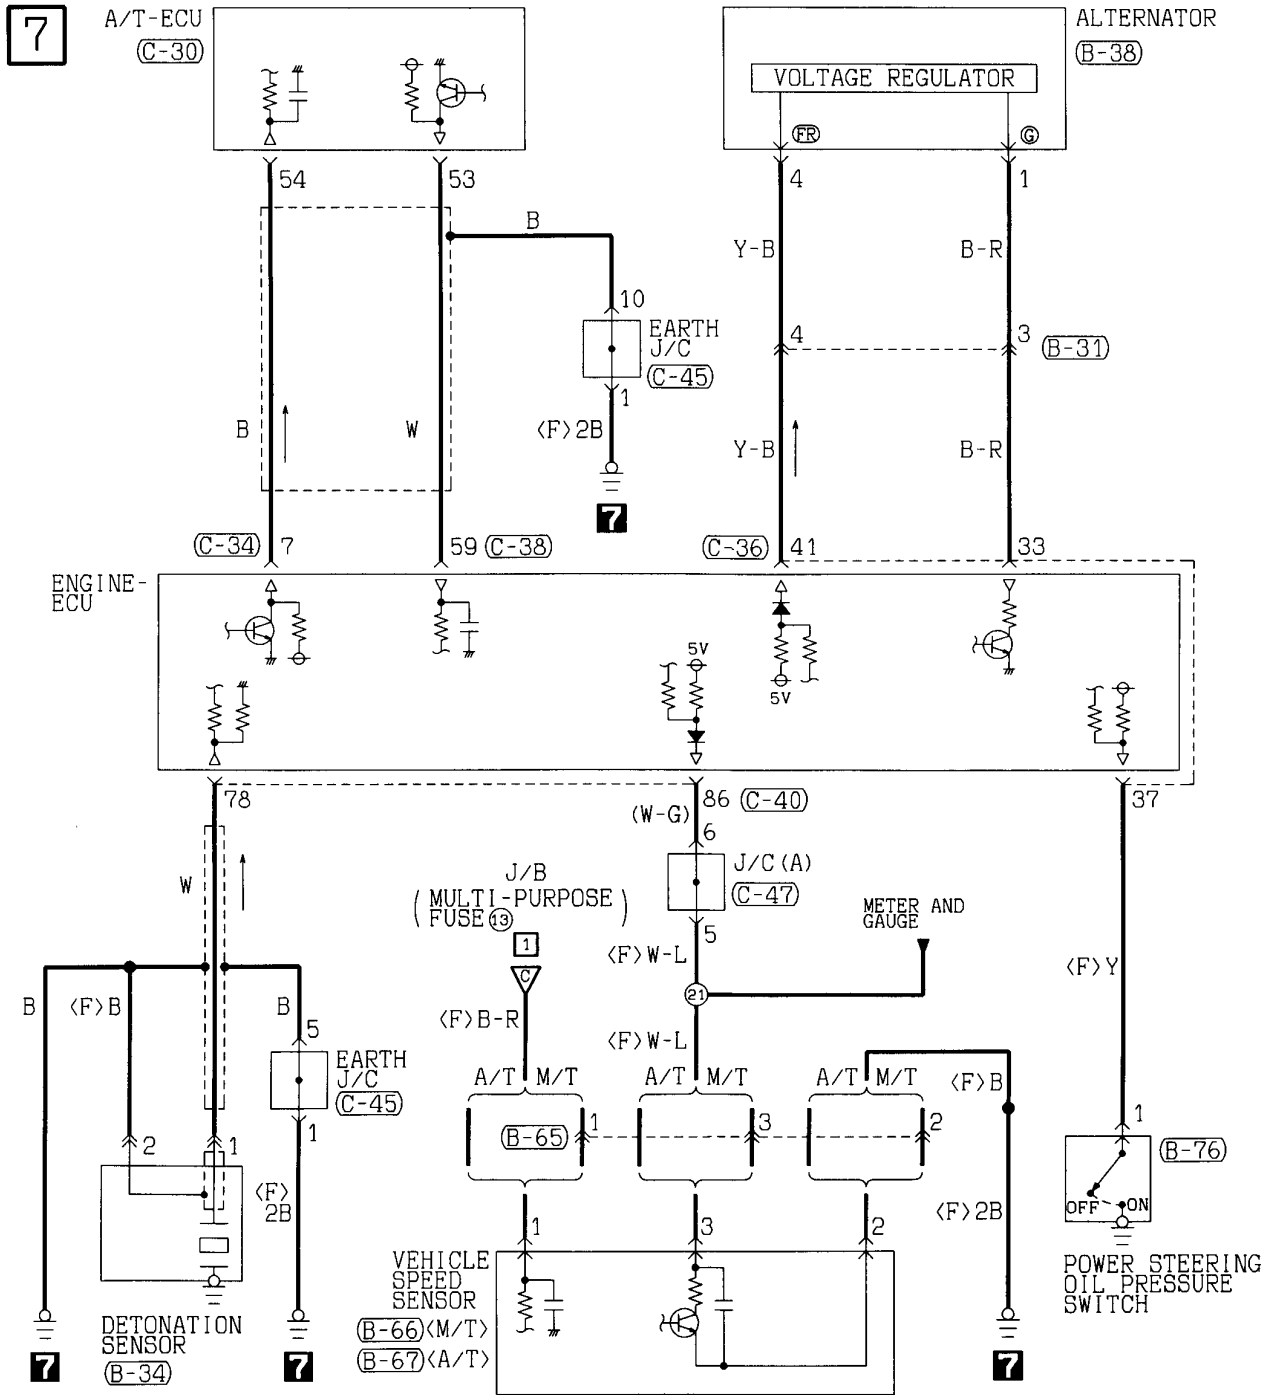 7
A/T-ECU
(C-30)
ALTERNATOR
(B-38)
VOLTAGE REGULATOR
FR
G
54
53
4
1
B
Y-B
B-R
10
EARTH
J/C
(C-45)
4
3
(B-31)
1
B
W
<F>2B
Y-B
B-R
7
(C-34)
7
59
(C-38)
(C-36)
41
33
ENGINE-
ECU
5V
5V
78
86
(C-40)
37
(W-G)
6
J/B
(MULTI-PURPOSE
FUSE 13)
J/C(A)
(C-47)
W
1
5
METER AND
GAUGE
C
<F>W-L
<F>Y
21
B
<F>B
B
<F>B-R
<F>W-L
5
EARTH
J/C
(C-45)
A/T
M/T
A/T
M/T
A/T
M/T
<F>B
1
(B-65)
1
3
2
1
(B-76)
2
1
<F>
2B
<F>2B
OFF
ON
1
3
2
VEHICLE
SPEED
SENSOR
(B-66)<M/T>
(B-67)<A/T>
POWER STEERING
OIL PRESSURE
SWITCH
DETONATION
SENSOR
(B-34)
7
7
7